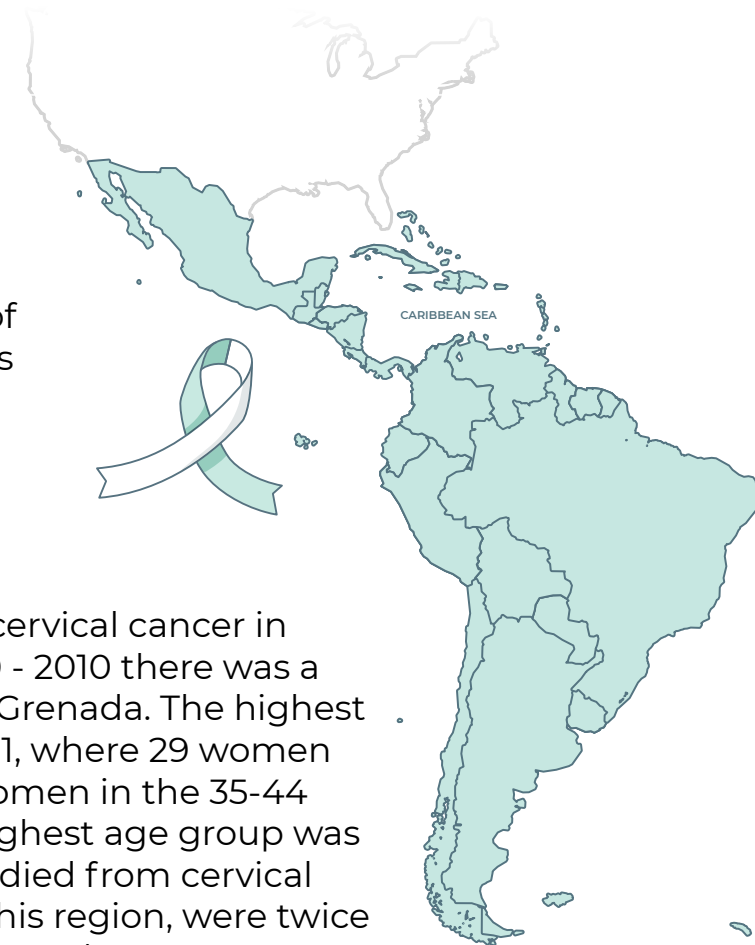 of
s
CARIBBEAN SEA
cervical cancer in
- 2010 there was a
Grenada. The highest
1, where 29 women
omen in the 35-44
ghest age group was
died from cervical
his region, were twice